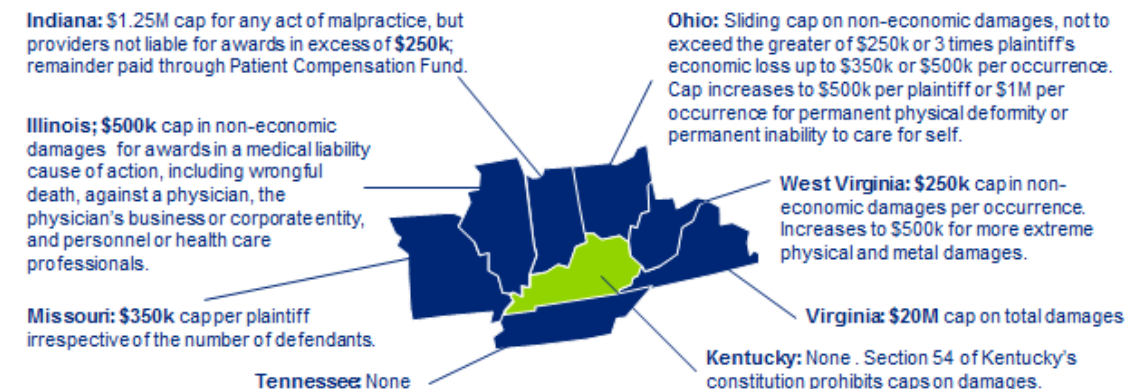 Indiana: $1.25M cap for any act of malpractice, but
providers not liable for awards in excess of $250k;
remainder paid through Patient Compensation Fund.
Ohio: Sliding cap on non-economic damages, not to
exceed the greater of $250k or 3 times plaintiff's
economic loss up to $350k or $500k per occurrence.
Cap increases to $500k per plaintiff or $1M per
occurrence for permanent physical deformity or
permanent inability to care for self.
Illinois; $500k cap in non-economic
damages for awards in a medical liability
cause of action, including wrongful
death, against a physician, the
physician's business or corporate entity,
and personnel or health care
professionals.
West Virginia: $250k cap in non-
economic damages per occurrence.
Increases to $500k for more extreme
physical and metal damages.
Missouri: $350k cap per plaintiff
irrespective of the number of defendants.
Virginia: $20M cap on total damages
Tennessee: None
Kentucky: None . Section 54 of Kentucky's
constitution prohibits caps on damages.